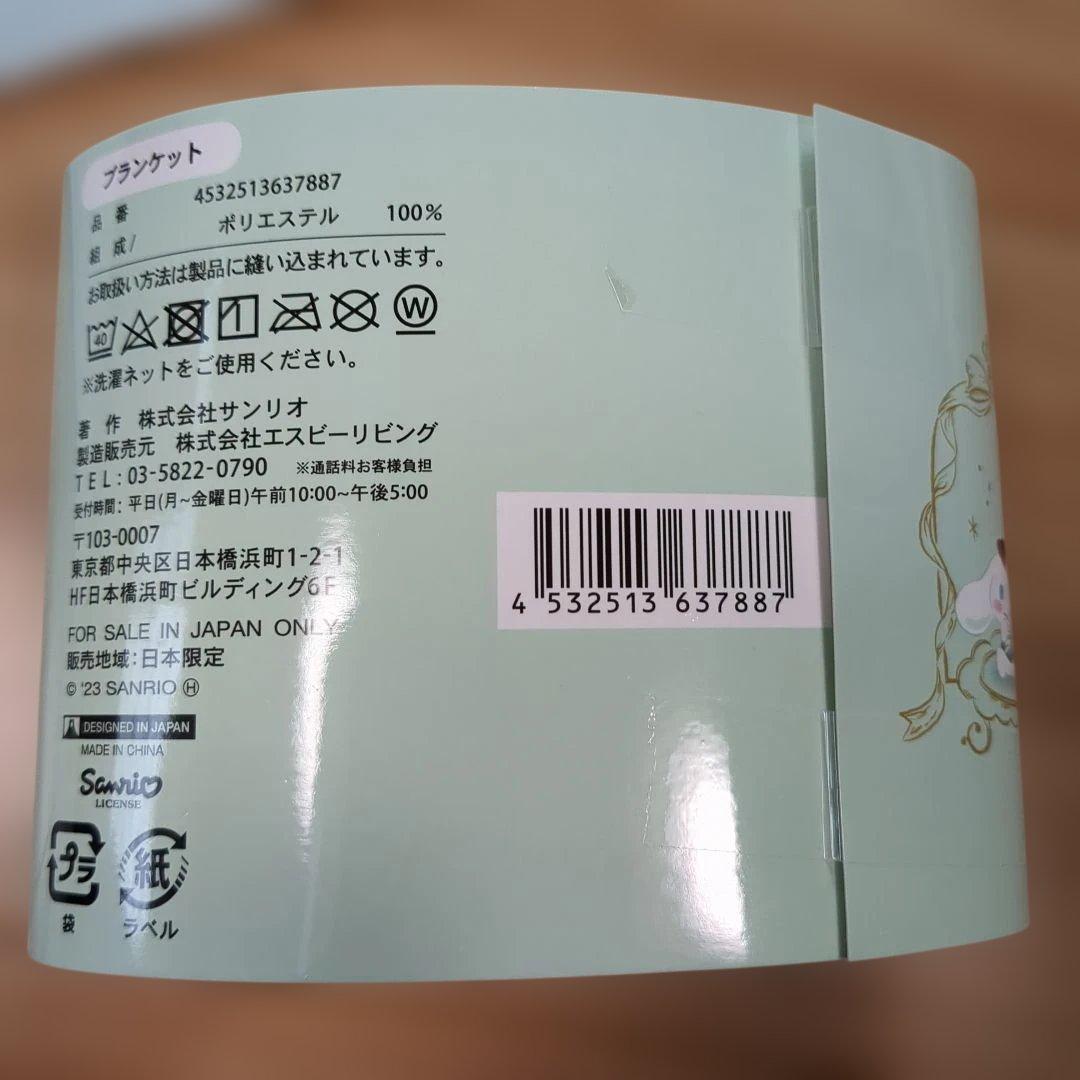 ブランケット
品番 4532513637887
組成/ ポリエステル 100%
お取扱い方法は製品に縫い込まれています。
40 W
※洗濯ネットをご使用ください。
著作 株式会社サンリオ
製造販売元 株式会社エスビーリビング
TEL:03-5822-0790 ※通話料お客様負担
受付時間:平日(月~金曜日)午前10:00~午後5:00
〒103-0007
東京都中央区日本橋浜町1-2-1
HF日本橋浜町ビルディング6F
FOR SALE IN JAPAN ONLY
販売地域:日本限定
© '23 SANRIO Ⓗ
DESIGNED IN JAPAN
MADE IN CHINA
Sanrio
LICENSE
プラ 紙
袋 ラベル
4 532513 637887